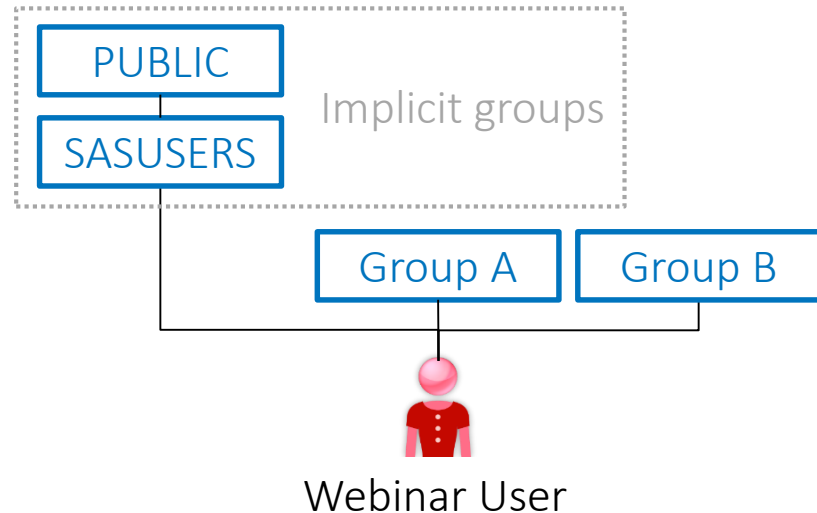 PUBLIC
Implicit groups
SASUSERS
Group A
Group B
Webinar User